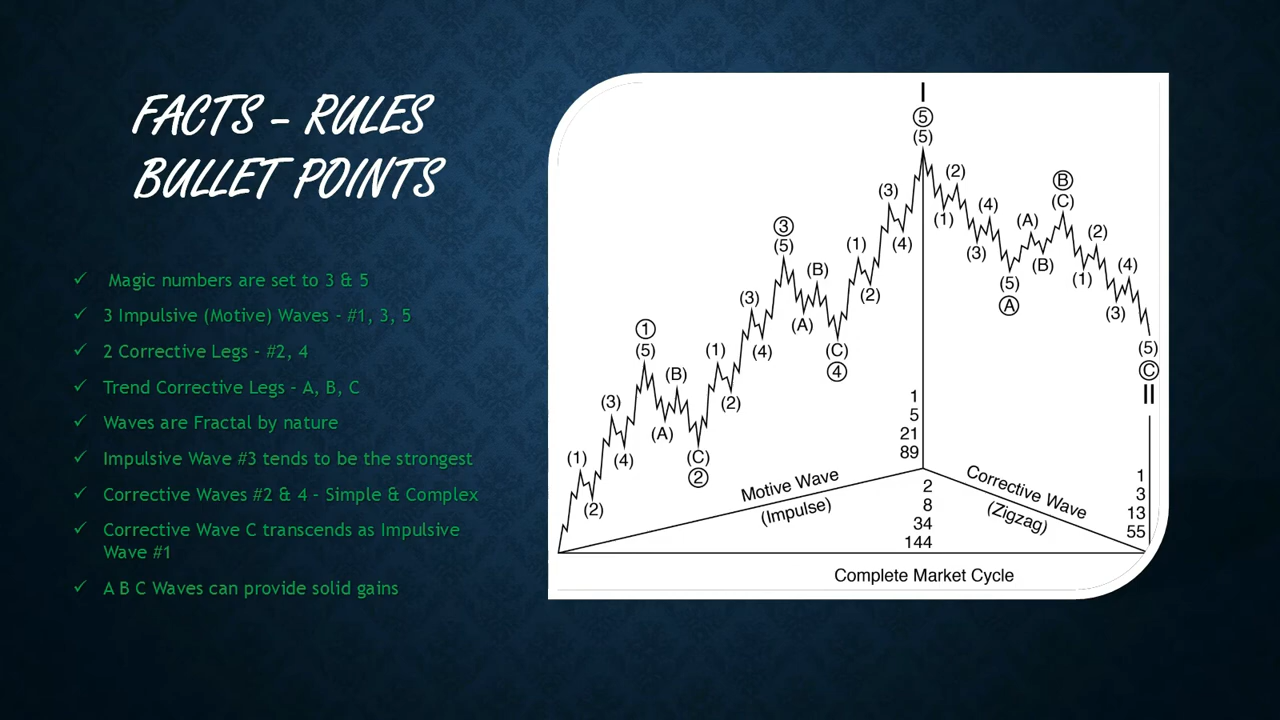 FACTS – RULES
BULLET POINTS
✓ Magic numbers are set to 3 & 5
✓ 3 Impulsive (Motive) Waves - #1, 3, 5
✓ 2 Corrective Legs - #2, 4
✓ Trend Corrective Legs – A, B, C
✓ Waves are Fractal by nature
✓ Impulsive Wave #3 tends to be the strongest
✓ Corrective Waves #2 & 4 – Simple & Complex
✓ Corrective Wave C transcends as Impulsive
Wave #1
✓ A B C Waves can provide solid gains
I
⑤
(5)
(1)
(2)
(3)
(4)
①
(5)
(A)
(B)
(C)
②
(1)
(2)
(3)
(4)
③
(5)
(A)
(B)
(C)
④
(1)
(2)
(3)
(4)
(1)
(2)
(3)
(4)
(5)
Ⓐ
(A)
(B)
Ⓑ
(C)
(1)
(2)
(3)
(4)
(5)
Ⓒ
II
1
5
21
89
Motive Wave
(Impulse)
2
8
34
144
Corrective Wave
(Zigzag)
1
3
13
55
Complete Market Cycle